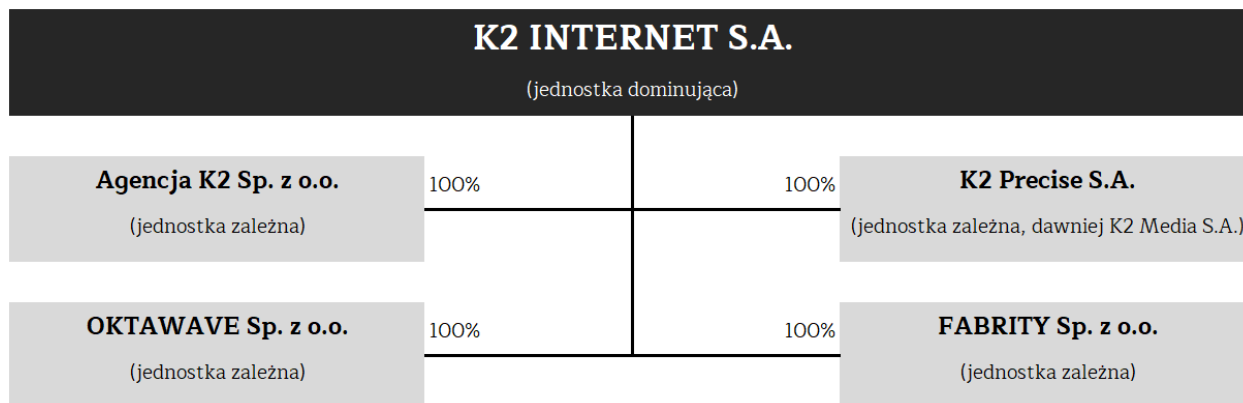 K2 INTERNET S.A.
(jednostka dominująca)
Agencja K2 Sp. z o.o.
(jednostka zależna)
100%
100%
K2 Precise S.A.
(jednostka zależna, dawniej K2 Media S.A.)
OKTAWAVE Sp. z o.o.
(jednostka zależna)
100%
100%
FABRITY Sp. z o.o.
(jednostka zależna)